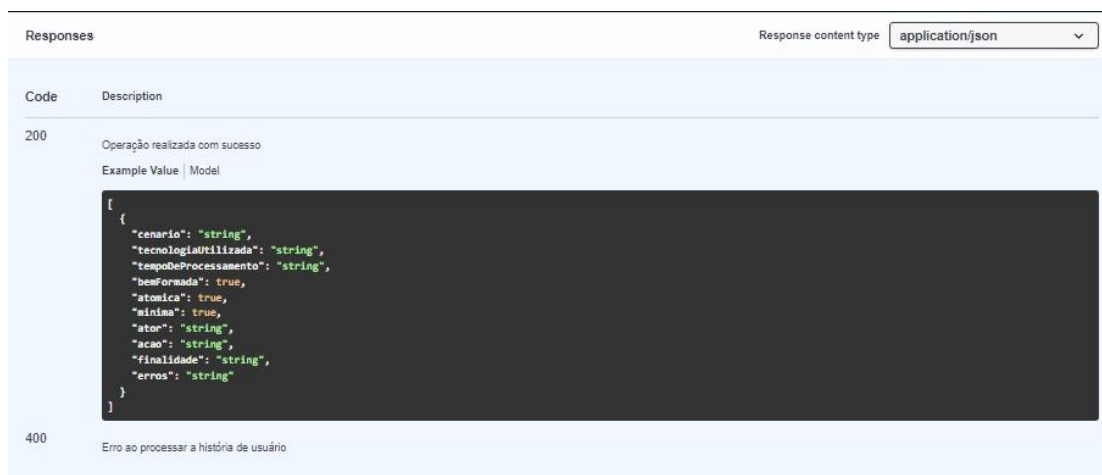 Responses
Response content type application/json
Code Description
200
Operação realizada com sucesso
Example Value Model
[
{
"cenario": "string",
"tecnologiaUtilizada": "string",
"tempoDeProcessamento": "string",
"bemFormada": true,
"atomica": true,
"minima": true,
"ator": "string",
"acao": "string",
"finalidade": "string",
"erros": "string"
}
]
400
Erro ao processar a história de usuário